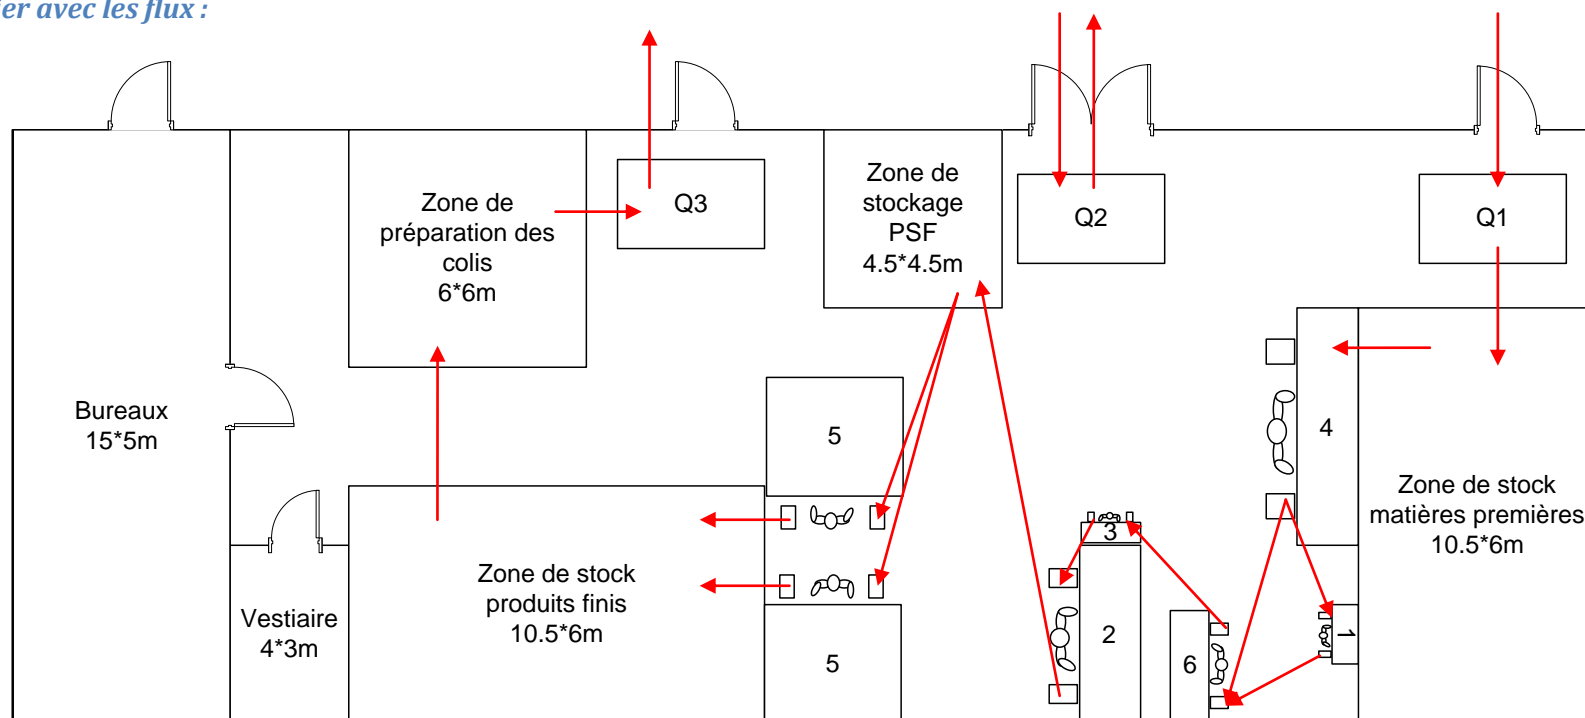 ier avec les flux :
Zone de
préparation des
colis
6*6m
Q3
Zone de
stockage
PSF
4.5*4.5m
Q2
Q1
Bureaux
15*5m
5
4
Zone de stock
matières premières
10.5*6m
3
Zone de stock
produits finis
10.5*6m
Vestiaire
4*3m
5
2
6
1